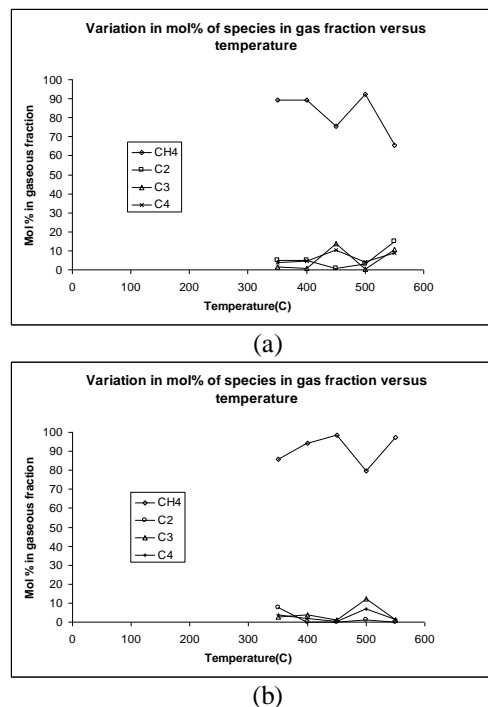 Variation in mol% of species in gas fraction versus
temperature
Mol % in gaseous fraction
100
90
80
70
60
50
40
30
20
10
0
CH4
C2
C3
C4
0 100 200 300 400 500 600
Temperature(C)
(a)
Variation in mol% of species in gas fraction versus
temperature
Mol % in gaseous fraction
100
90
80
70
60
50
40
30
20
10
0
CH4
C2
C3
C4
0 100 200 300 400 500 600
Temperature(C)
(b)